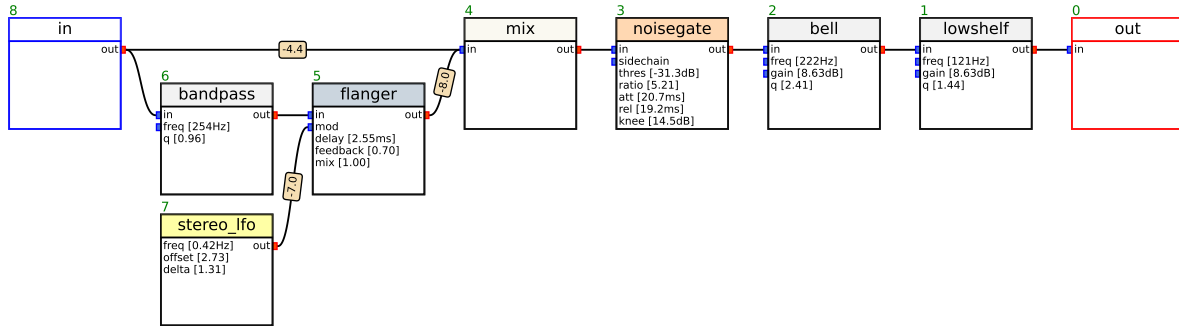 8
in
out
-4.4
6
bandpass
in
out
freq [254Hz]
q [0.96]
7
stereo_lfo
freq [0.42Hz]
out
offset [2.73]
delta [1.31]
-7.0
5
flanger
in
out
mod
delay [2.55ms]
feedback [0.70]
mix [1.00]
-8.0
4
mix
in
out
3
noisegate
in
out
sidechain
thres [-31.3dB]
ratio [5.21]
att [20.7ms]
rel [19.2ms]
knee [14.5dB]
2
bell
in
out
freq [222Hz]
gain [8.63dB]
q [2.41]
1
lowshelf
in
out
freq [121Hz]
gain [8.63dB]
q [1.44]
0
out
in